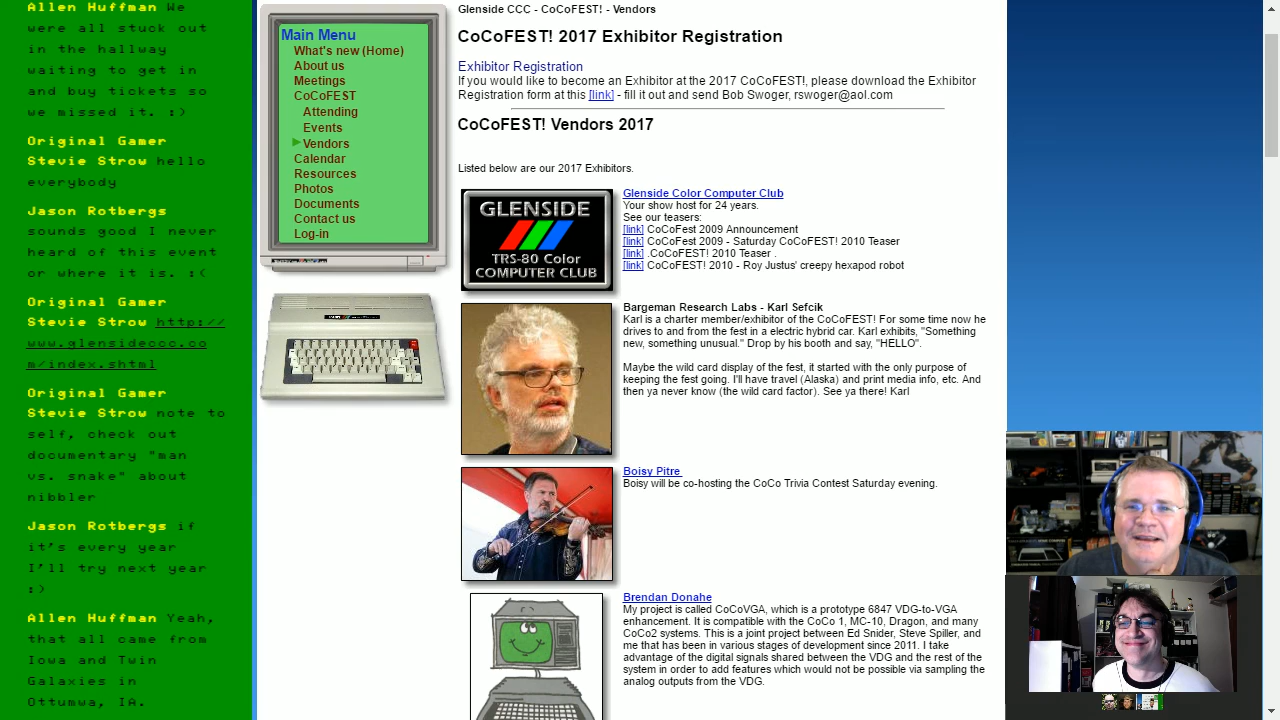 Allen Huffman We
were all stuck out
in the hallway
waiting to get in
and buy tickets so
we missed it. :)
Original Gamer
Stevie Strow hello
everybody
Jason Rotbergs
sounds good I never
heard of this event
or where it is. :(
Original Gamer
Stevie Strow http://
www.glensideccc.co
m/index.shtml
Original Gamer
Stevie Strow note to
self, check out
documentary "man
vs. snake" about
nibbler
Jason Rotbergs if
it's every year
I'll try next year
:)
Allen Huffman Yeah,
that all came from
Iowa and Twin
Galaxies in
Ottumwa, IA.
Main Menu
What's new (Home)
About us
Meetings
CoCoFEST
Attending
Events
Vendors
Calendar
Resources
Photos
Documents
Contact us
Log-in
Glenside CCC - CoCoFEST! - Vendors
CoCoFEST! 2017 Exhibitor Registration
Exhibitor Registration
If you would like to become an Exhibitor at the 2017 CoCoFEST!, please download the Exhibitor
Registration form at this [link] - fill it out and send Bob Swoger, rswoger@aol.com
CoCoFEST! Vendors 2017
Listed below are our 2017 Exhibitors.
GLENSIDE
TRS-80 Color
COMPUTER CLUB
Glenside Color Computer Club
Your show host for 24 years.
See our teasers:
[link] CoCoFest 2009 Announcement
[link] CoCoFest 2009 - Saturday CoCoFEST! 2010 Teaser
[link] .CoCoFEST! 2010 Teaser .
[link] CoCoFEST! 2010 - Roy Justus' creepy hexapod robot
Bargeman Research Labs - Karl Sefcik
Karl is a charter member/exhibitor of the CoCoFEST! For some time now he
drives to and from the fest in a electric hybrid car. Karl exhibits, "Something
new, something unusual." Drop by his booth and say, "HELLO".
Maybe the wild card display of the fest, it started with the only purpose of
keeping the fest going. I'll have travel (Alaska) and print media info, etc. And
then ya never know (the wild card factor). See ya there! Karl
Boisy Pitre
Boisy will be co-hosting the CoCo Trivia Contest Saturday evening.
Brendan Donahe
My project is called CoCoVGA, which is a prototype 6847 VDG-to-VGA
enhancement. It is compatible with the CoCo 1, MC-10, Dragon, and many
CoCo2 systems. This is a joint project between Ed Snider, Steve Spiller, and
me that has been in various stages of development since 2011. I take
advantage of the digital signals shared between the VDG and the rest of the
system in order to add features which would not be possible via sampling the
analog outputs from the VDG.